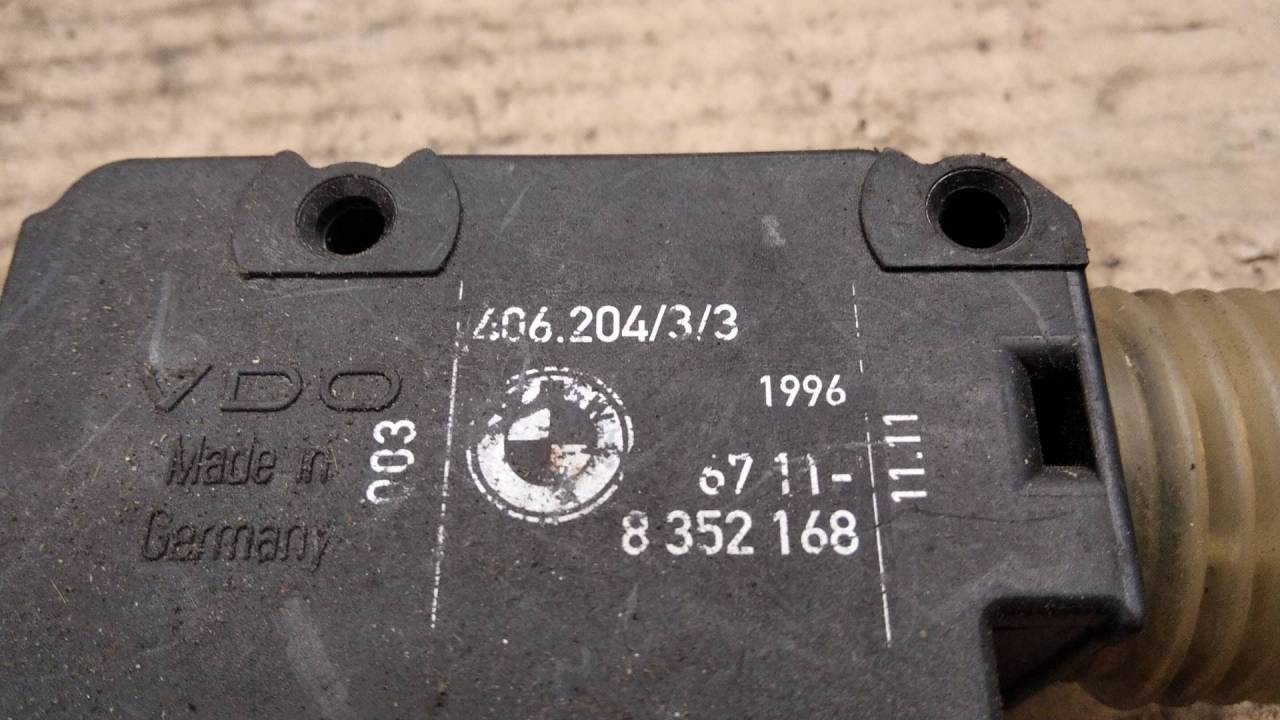 406.204/3/3
1996
VDO
Made in
Germany
003
67 11-
8 352 168
11.11